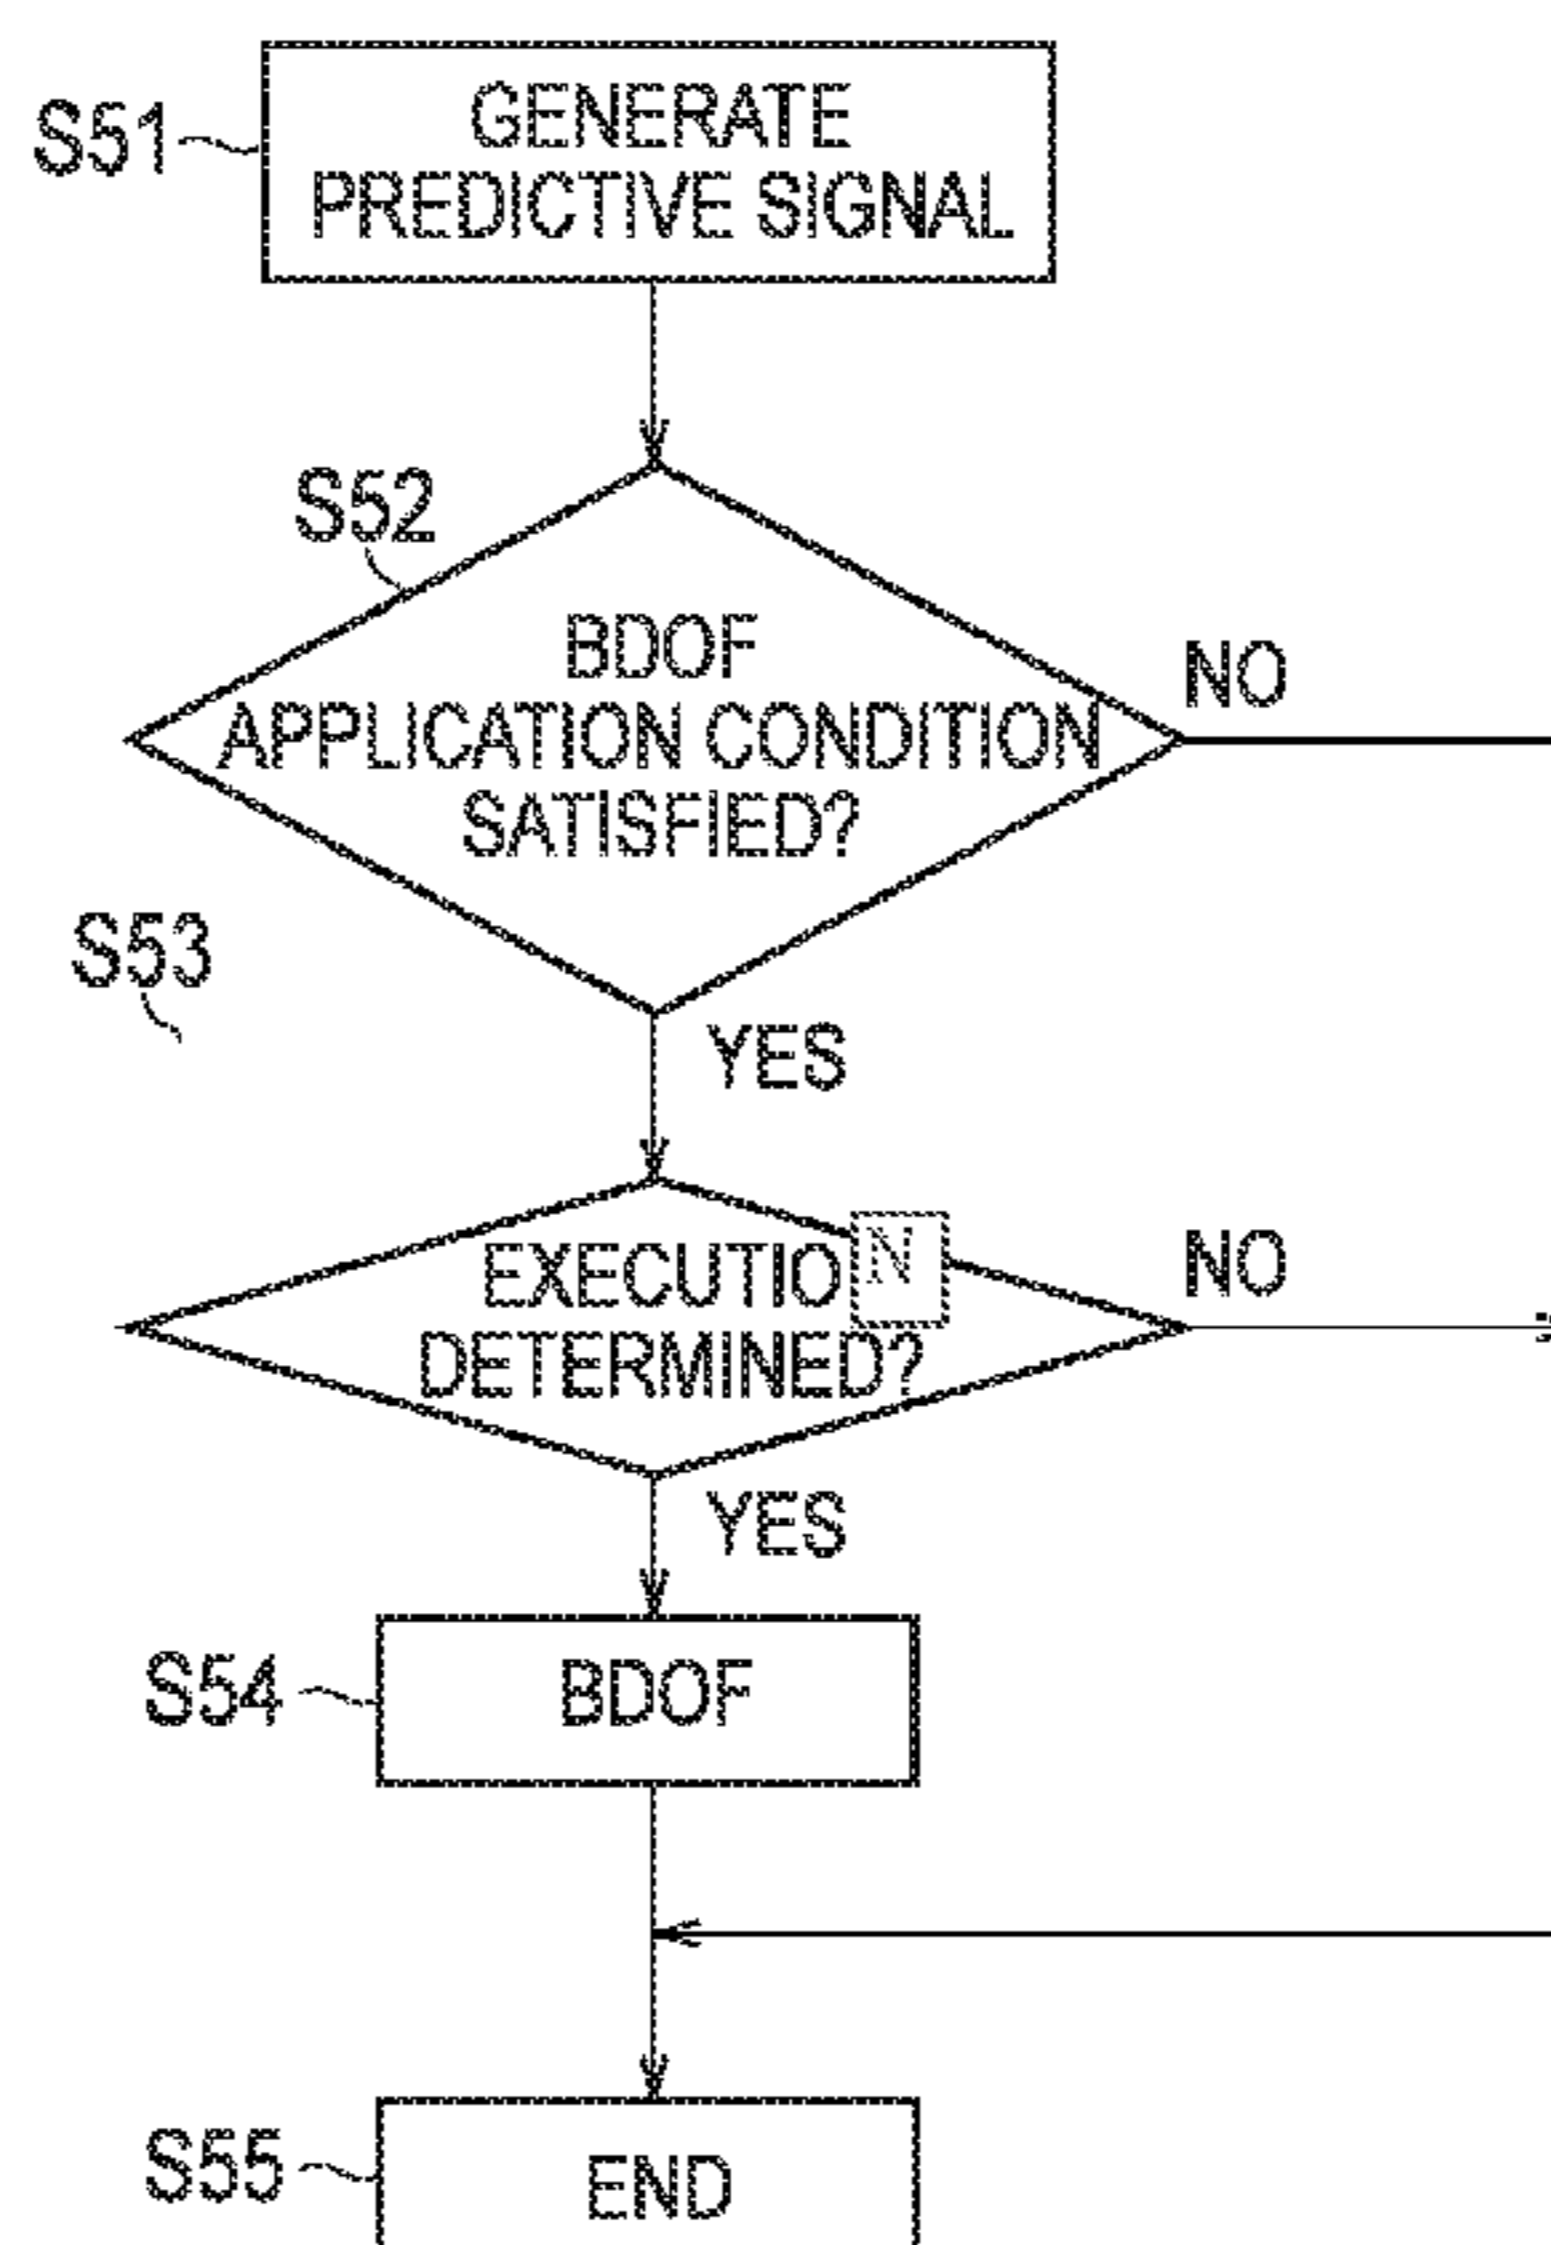 S51
GENERATE
PREDICTIVE SIGNAL
S52
BDOF
APPLICATION CONDITION
SATISFIED?
NO
S53
YES
EXECUTION
DETERMINED?
NO
YES
S54
BDOF
S55
END